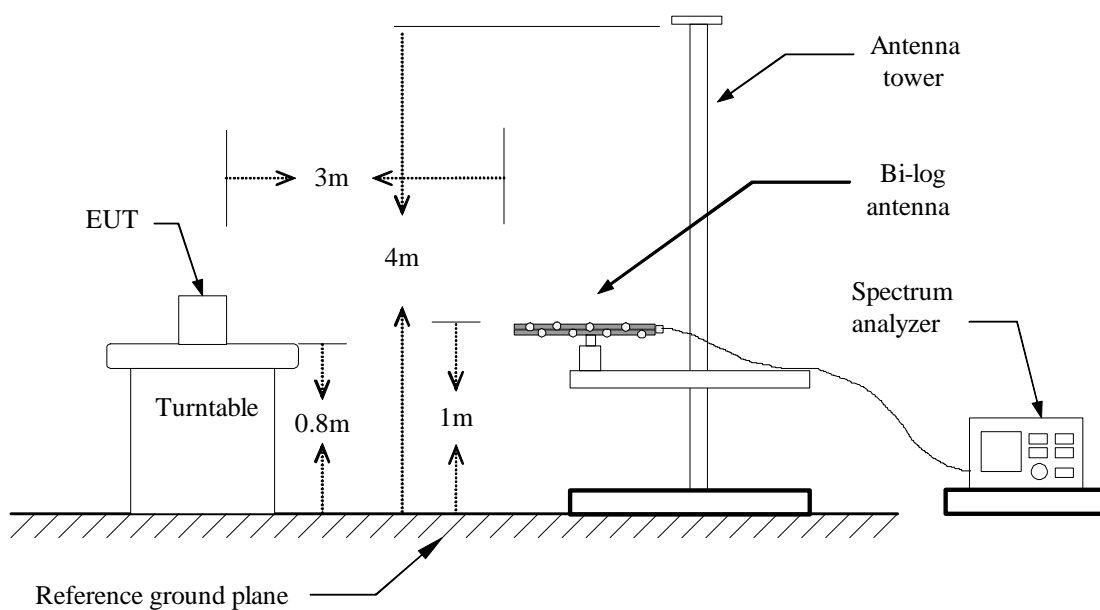 Antenna
tower
3m
Bi-log
antenna
EUT
4m
Spectrum
analyzer
Turntable
0.8m
1m
Reference ground plane